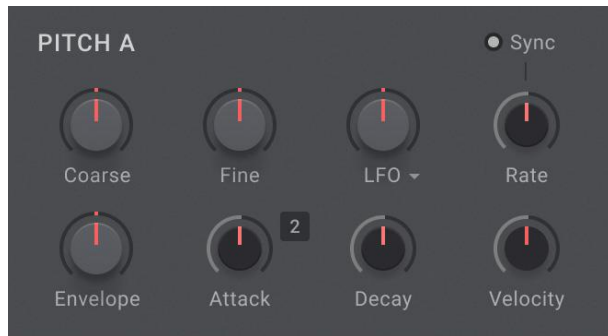 PITCH A
Sync
Coarse
Fine
LFO
Rate
2
Envelope
Attack
Decay
Velocity